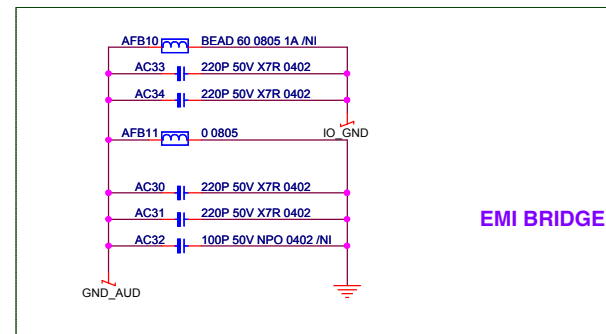 AFB10 BEAD 60 0805 1A /NI
AC33 220P 50V X7R 0402
AC34 220P 50V X7R 0402
AFB11 0 0805
IO_GND
AC30 220P 50V X7R 0402
AC31 220P 50V X7R 0402
EMI BRIDGE
AC32 100P 50V NPO 0402 /NI
GND_AUD